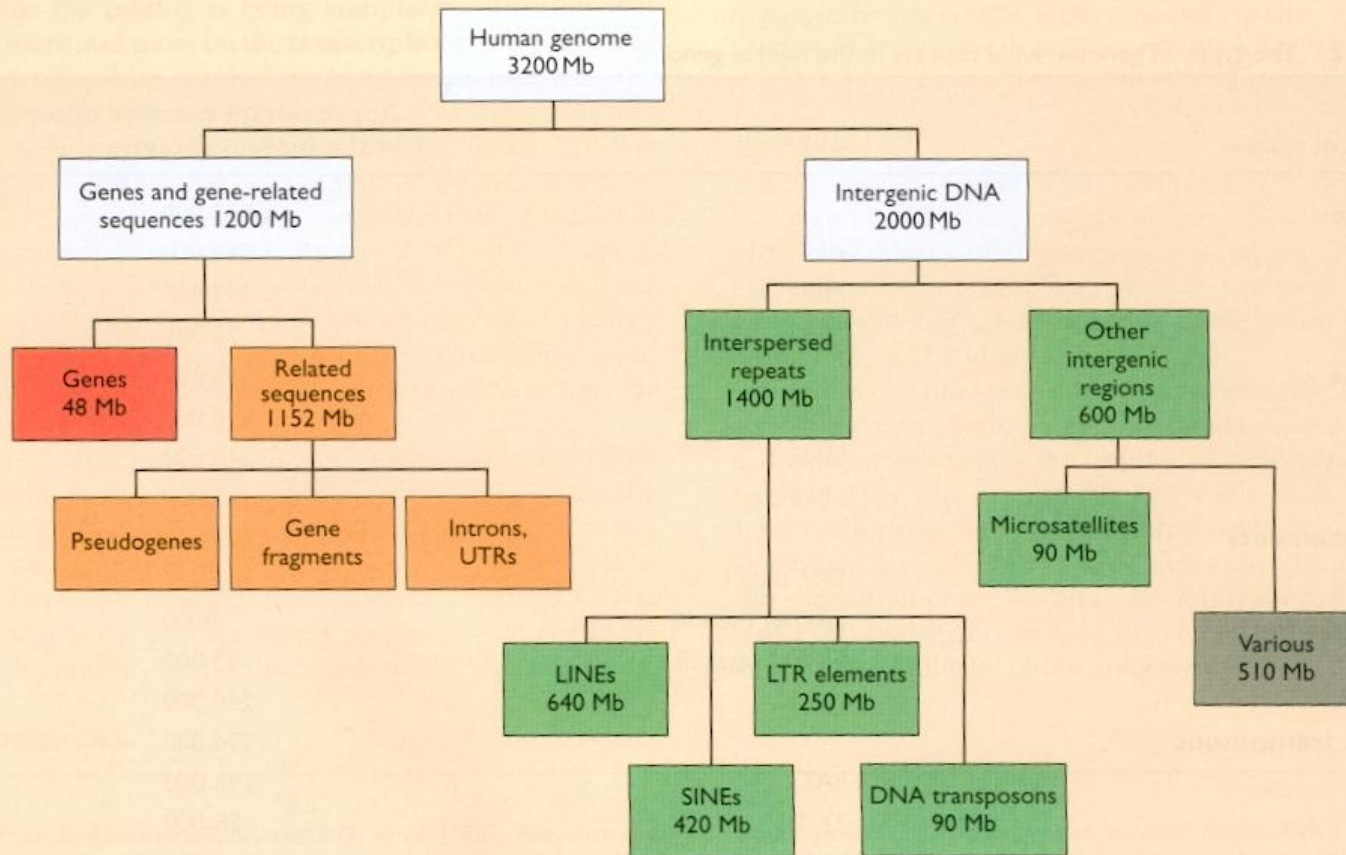 Human genome
3200 Mb
Genes and gene-related
sequences 1200 Mb
Intergenic DNA
2000 Mb
Genes
48 Mb
Related
sequences
1152 Mb
Interspersed
repeats
1400 Mb
Other
intergenic
regions
600 Mb
Pseudogenes
Gene
fragments
Introns,
UTRs
Microsatellites
90 Mb
Various
510 Mb
LINEs
640 Mb
LTR elements
250 Mb
SINEs
420 Mb
DNA transposons
90 Mb